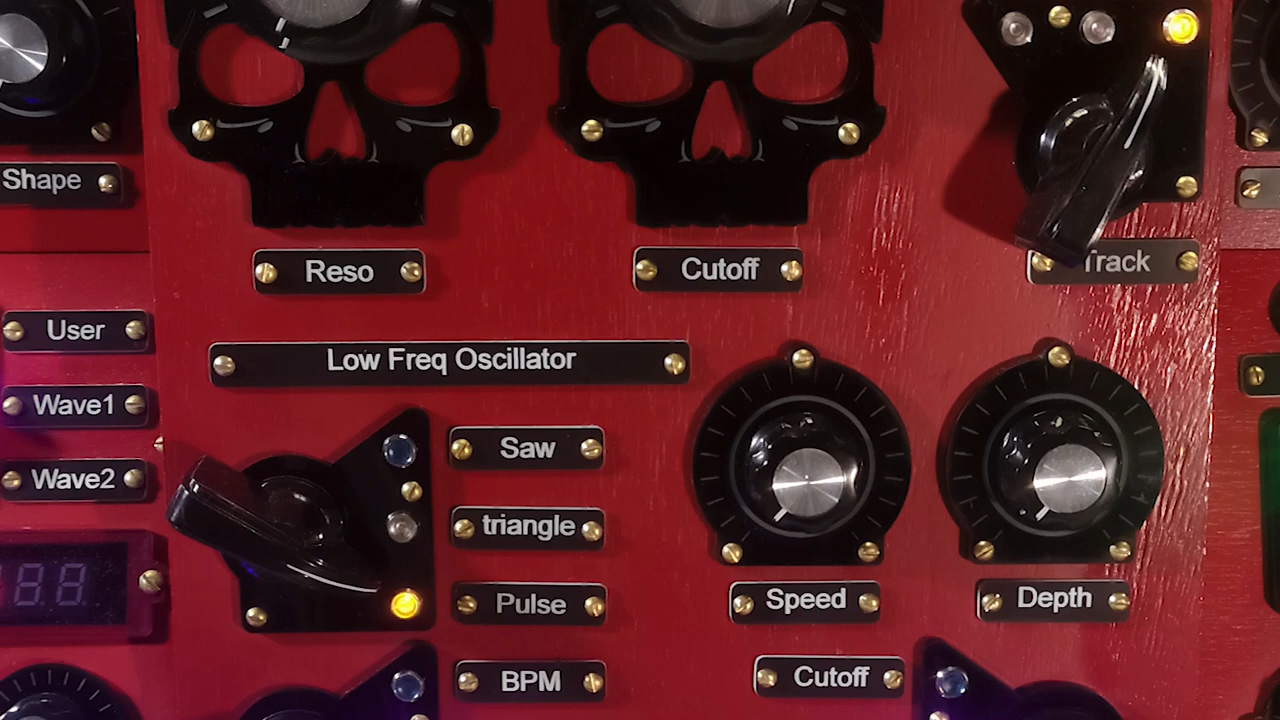 Shape
Reso
Cutoff
Track
User
Low Freq Oscillator
Wave1
Saw
Wave2
triangle
Pulse
Speed
Depth
BPM
Cutoff